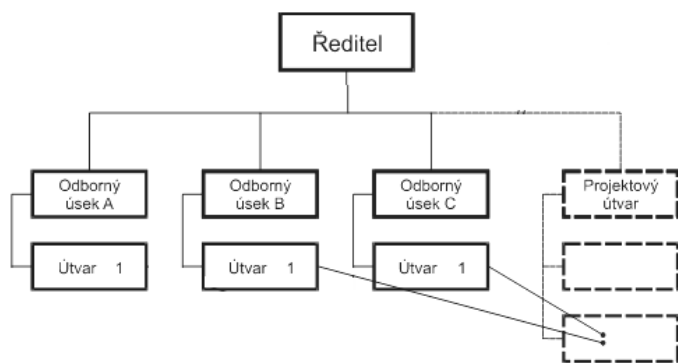 Ředitel
Odborný
úsek A
Odborný
úsek B
Odborný
úsek C
Projektový
útvar
Útvar 1
Útvar 1
Útvar 1